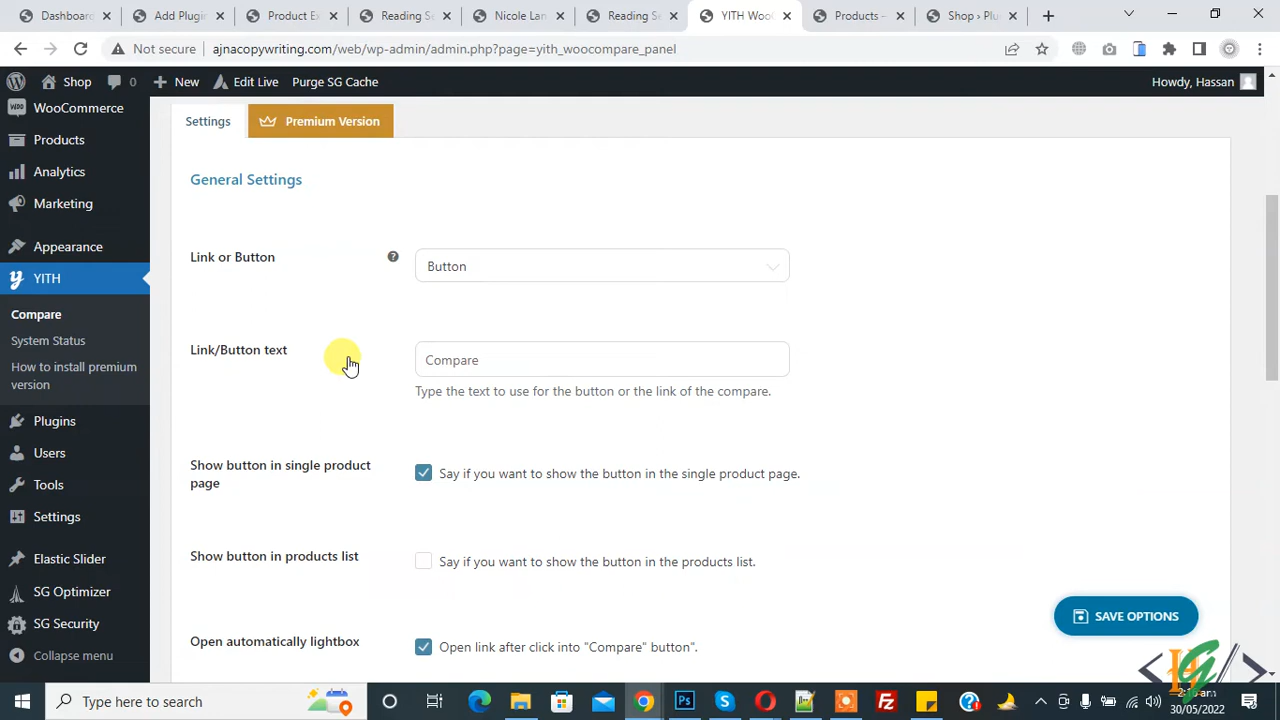 Dashboard
Add Plugin
Product Ex
Reading Se
Nicole Lan
Reading Se
YITH WooC
Products –
Shop › Plu
Not secure
ajnacopywriting.com/web/wp-admin/admin.php?page=yith_woocompare_panel
Shop
0
New
Edit Live
Purge SG Cache
Howdy, Hassan
WooCommerce
Products
Analytics
Marketing
Appearance
YITH
Compare
System Status
How to install premium
version
Plugins
Users
Tools
Settings
Elastic Slider
SG Optimizer
SG Security
Collapse menu
Settings
Premium Version
General Settings
Link or Button
Button
Link/Button text
Compare
Type the text to use for the button or the link of the compare.
Show button in single product
page
Say if you want to show the button in the single product page.
Show button in products list
Say if you want to show the button in the products list.
SAVE OPTIONS
Open automatically lightbox
Open link after click into "Compare" button".
Type here to search
30/05/2022